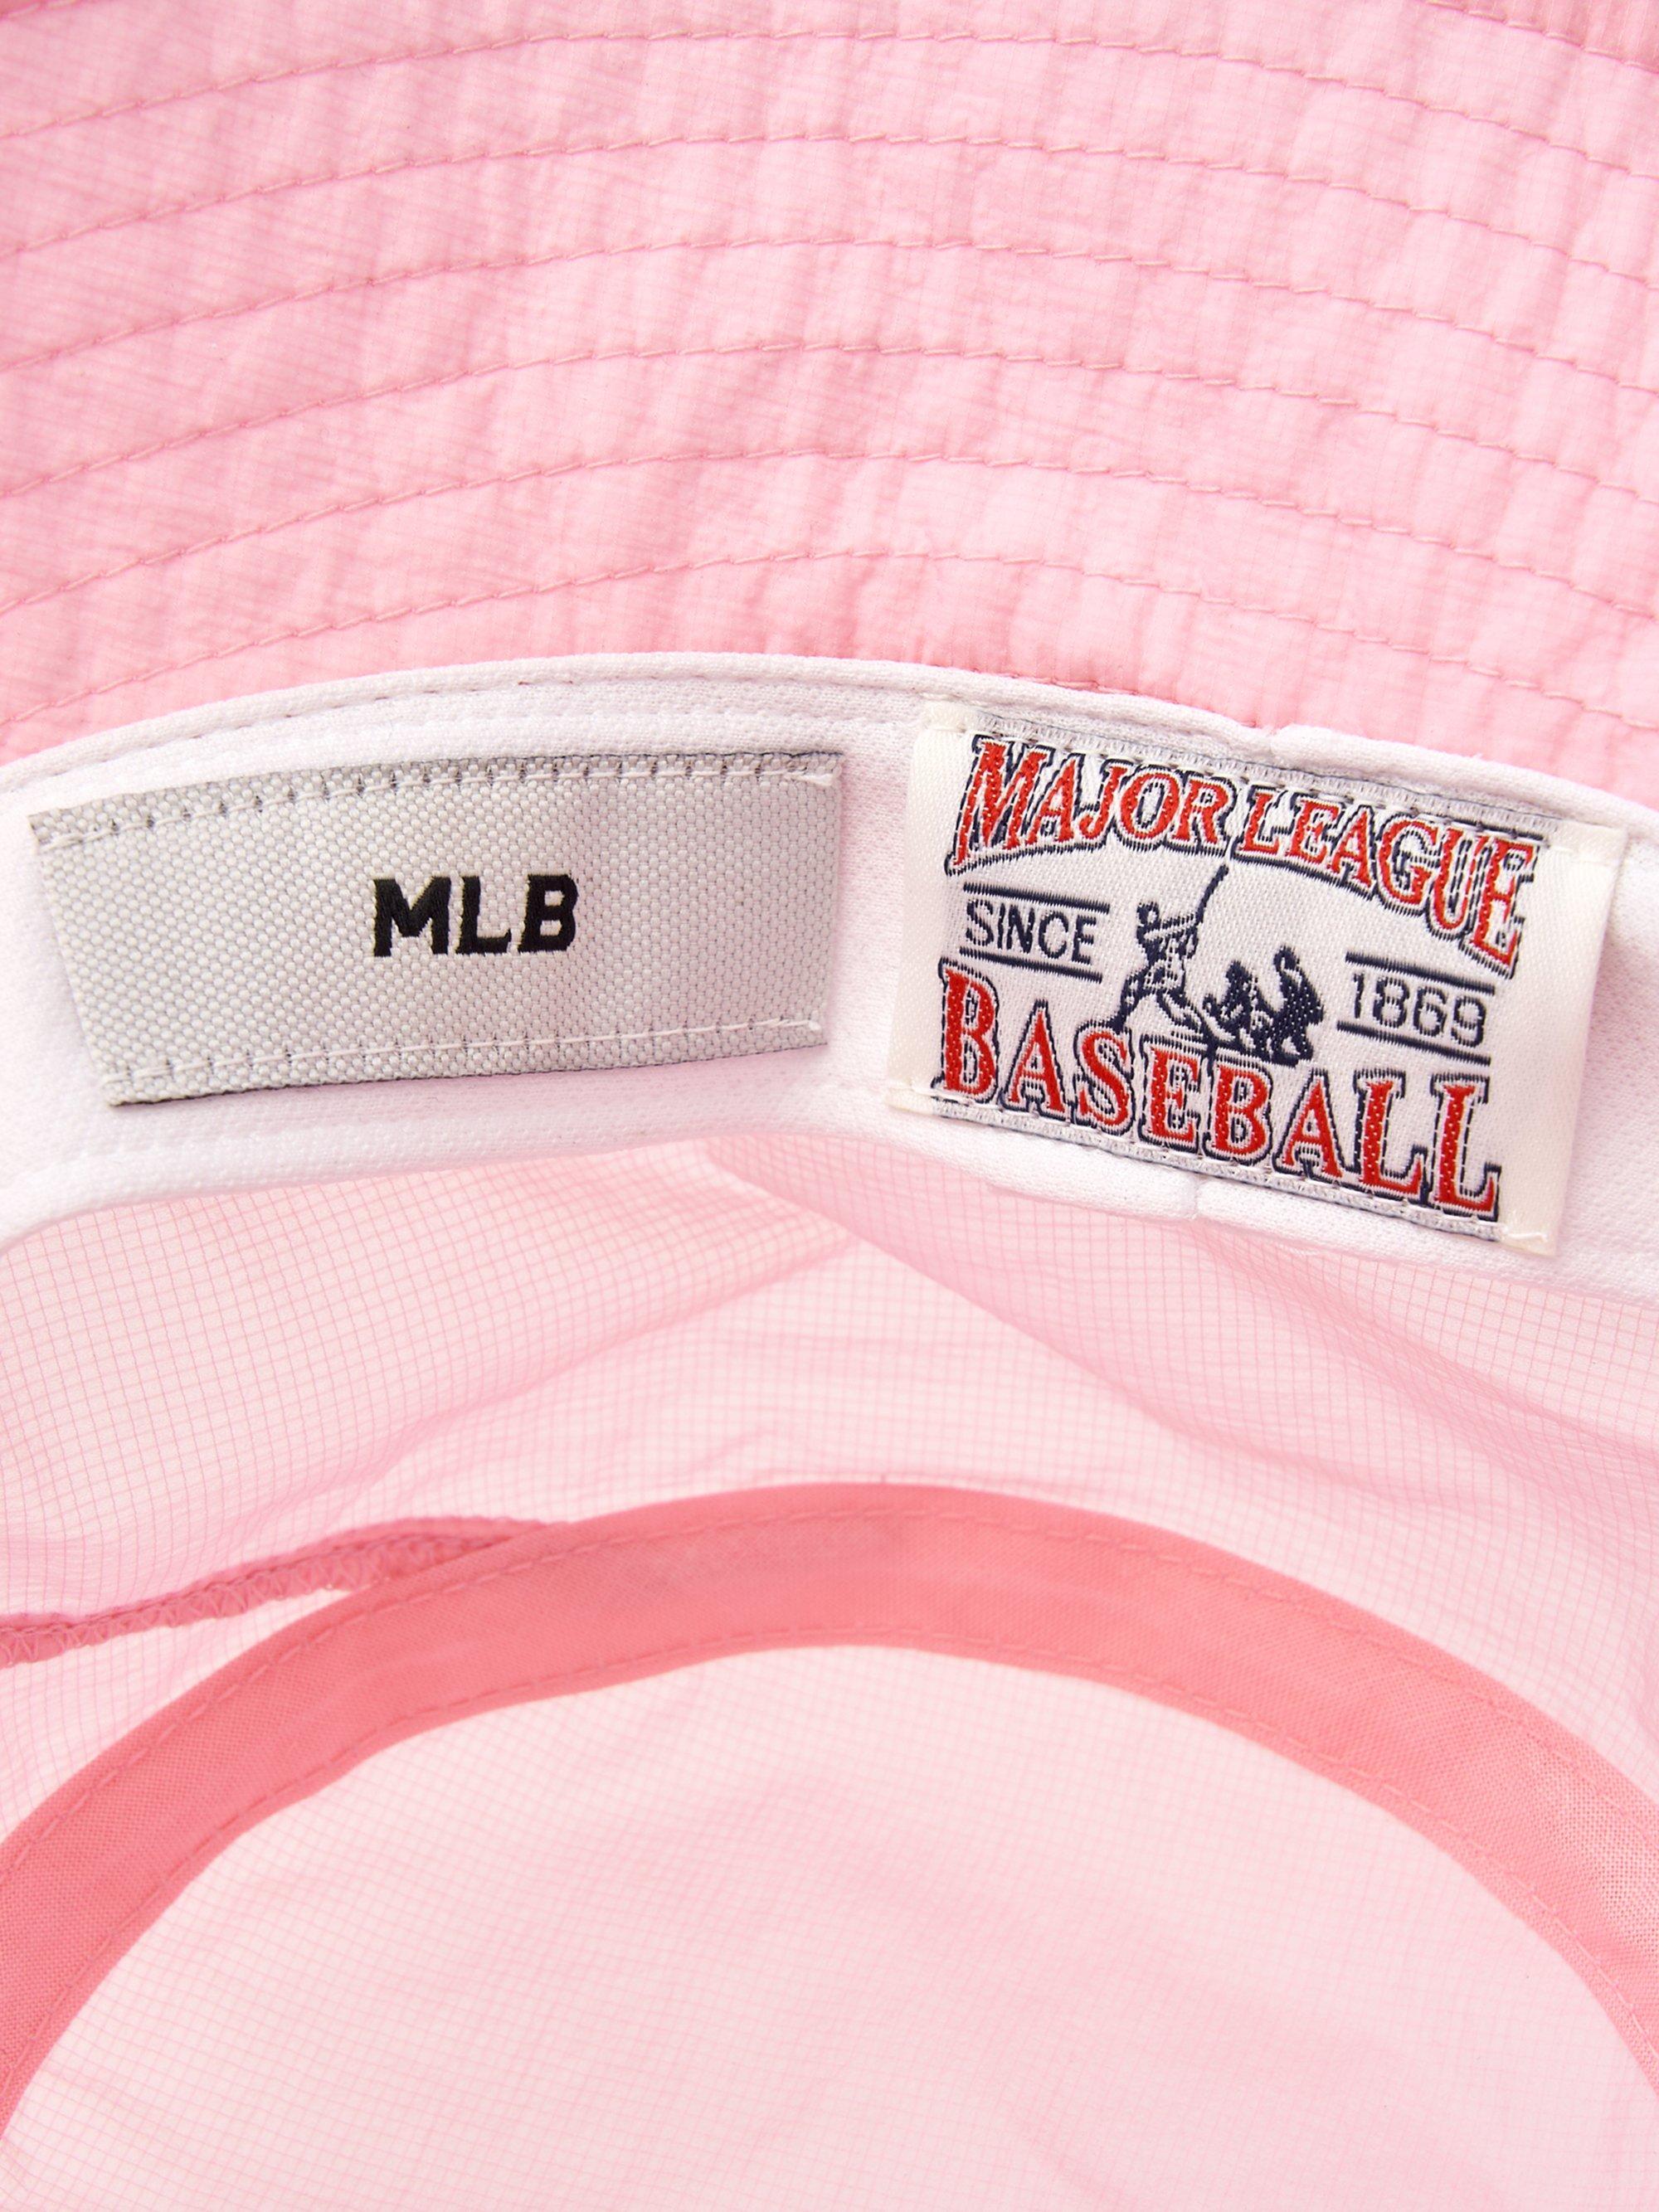 MLB
MAJOR LEAGUE
SINCE 1869
BASEBALL